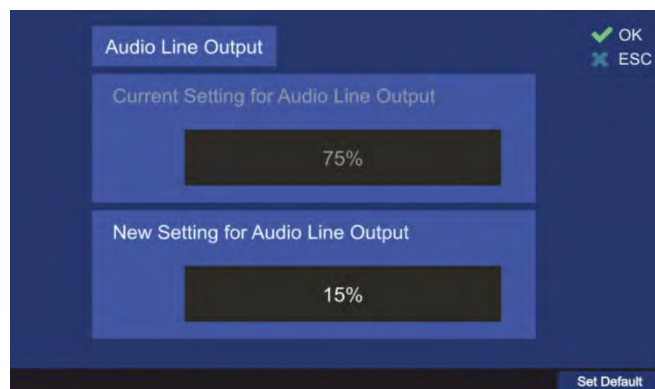 Audio Line Output
OK
ESC
Current Setting for Audio Line Output
75%
New Setting for Audio Line Output
15%
Set Default